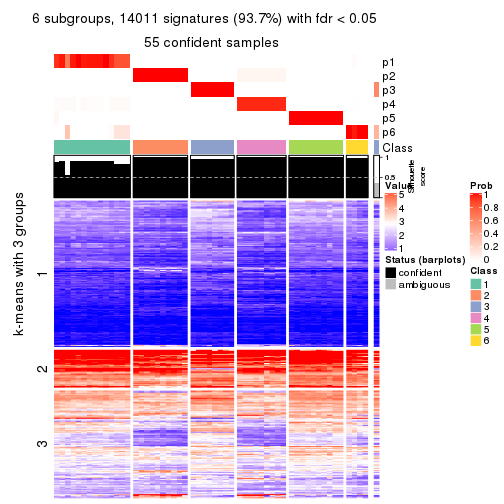 6 subgroups, 14011 signatures (93.7%) with fdr < 0.05
55 confident samples
p1
p2
p3
p4
p5
p6
Class
1
0.5
Silhouette
score
k-means with 3 groups
1
2
3
Value
5
4
3
2
1
Status (barplots)
confident
ambiguous
Prob
1
0.8
0.6
0.4
0.2
0
Class
1
2
3
4
5
6